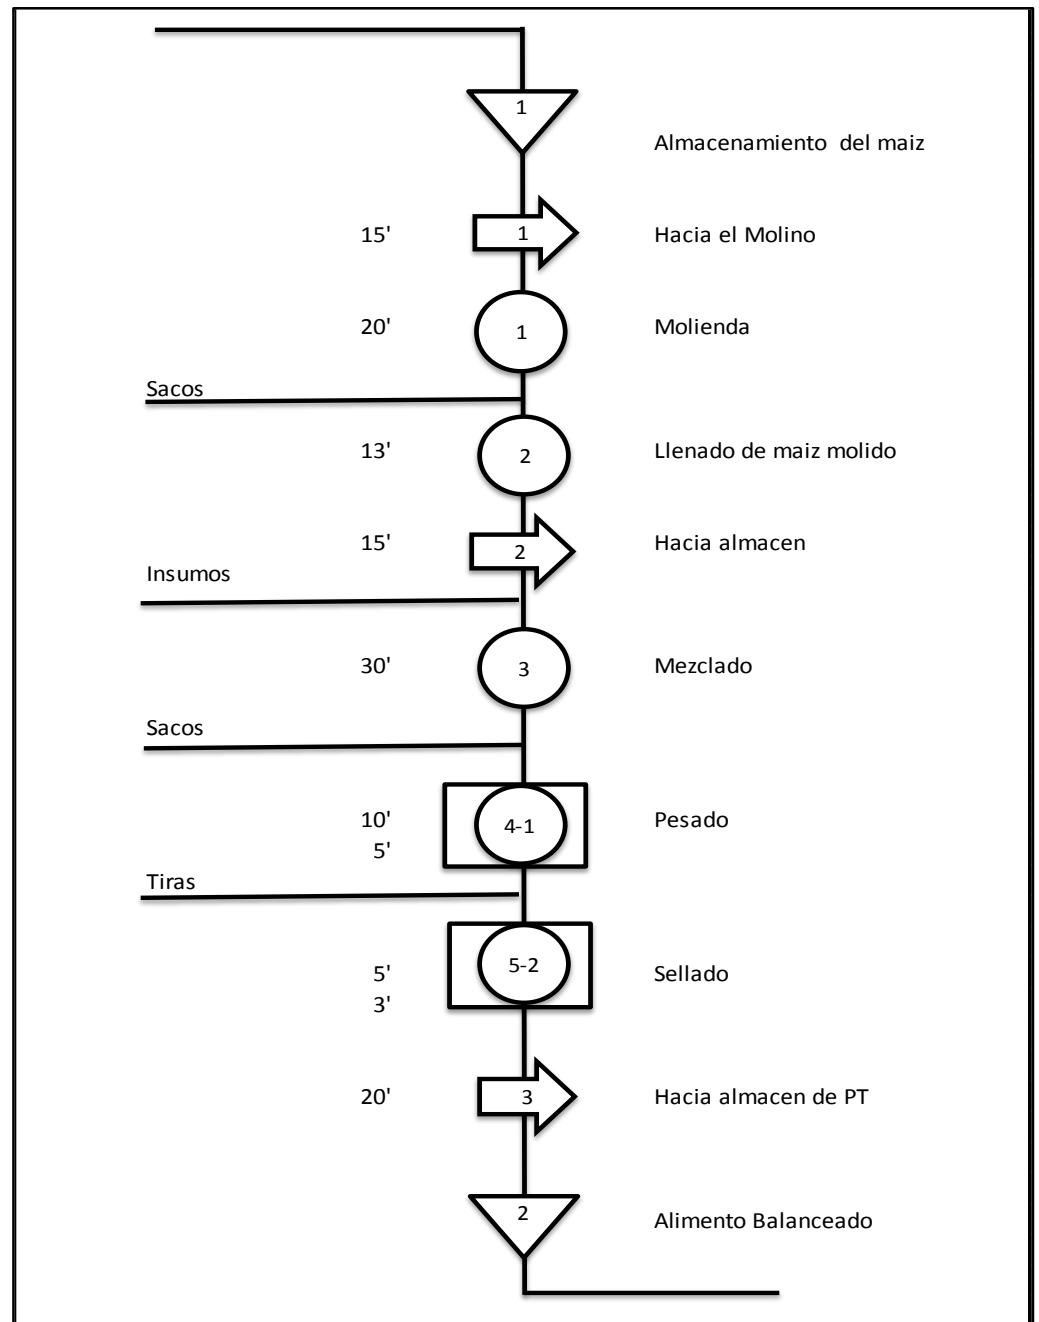 1
Almacenamiento del maiz
15' 1 Hacia el Molino
20' 1 Molienda
Sacos
13' 2 Llenado de maiz molido
15' 2 Hacia almacen
Insumos
30' 3 Mezclado
Sacos
10' 4-1 Pesado
5'
Tiras
5' 5-2 Sellado
3'
20' 3 Hacia almacen de PT
2 Alimento Balanceado